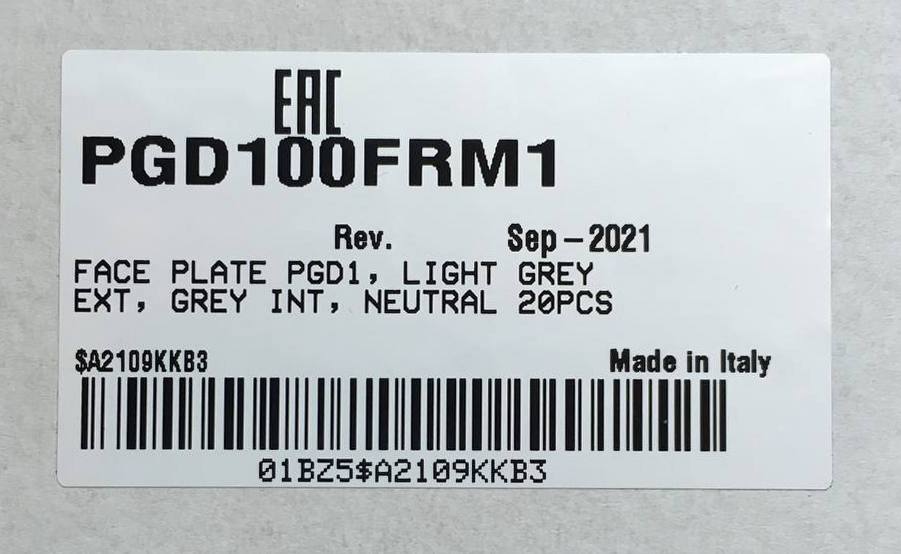 EAC
PGD100FRM1
Rev. Sep-2021
FACE PLATE PGD1, LIGHT GREY
EXT, GREY INT, NEUTRAL 20PCS
$A2109KKB3 Made in Italy
01BZ5$A2109KKB3